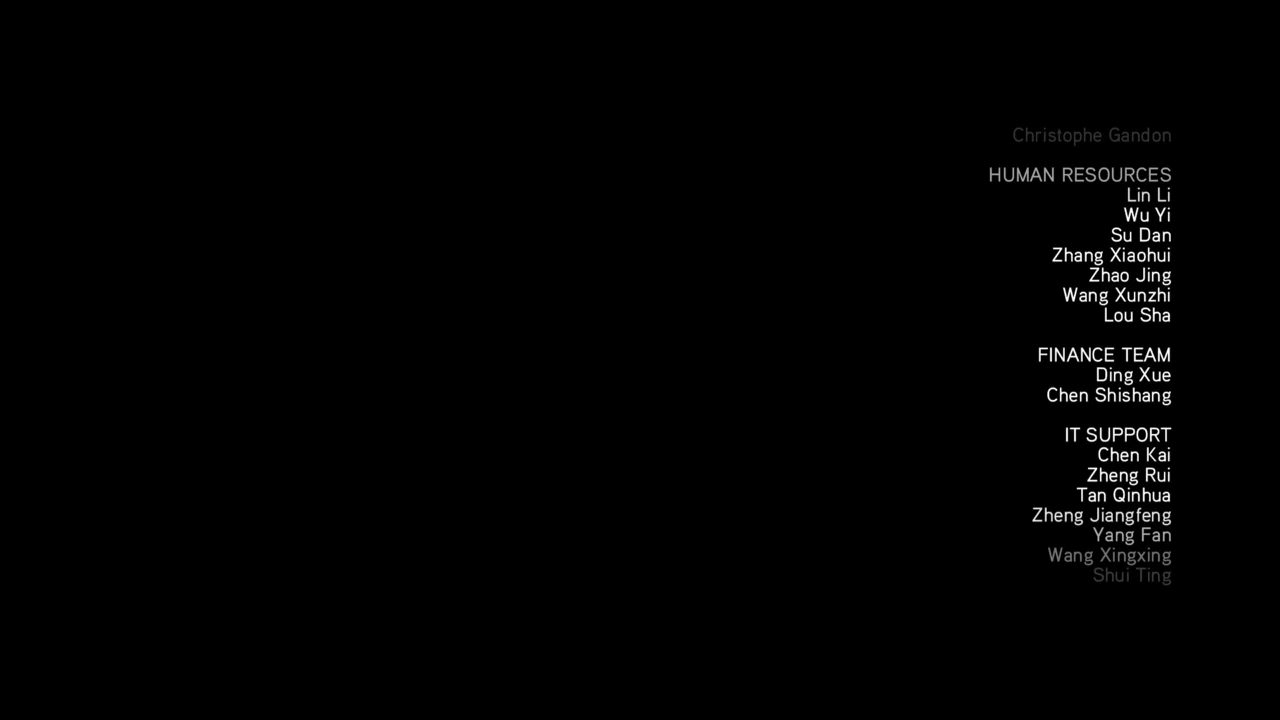 Christophe Gandon
HUMAN RESOURCES
Lin Li
Wu Yi
Su Dan
Zhang Xiaohui
Zhao Jing
Wang Xunzhi
Lou Sha
FINANCE TEAM
Ding Xue
Chen Shishang
IT SUPPORT
Chen Kai
Zheng Rui
Tan Qinhua
Zheng Jiangfeng
Yang Fan
Wang Xingxing
Shui Ting